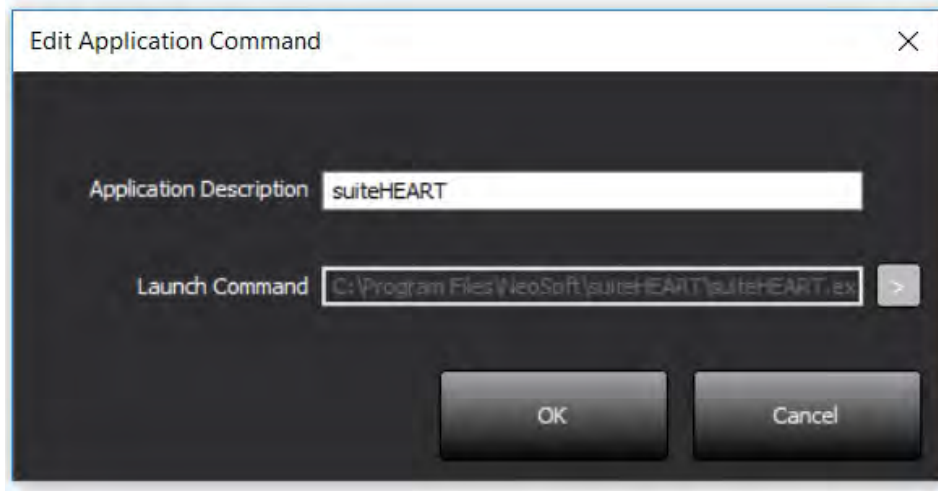 Edit Application Command
Application Description suiteHEART
Launch Command C:\Program Files\NeoSoft\suiteHEART\suiteHEART.ex >
OK Cancel